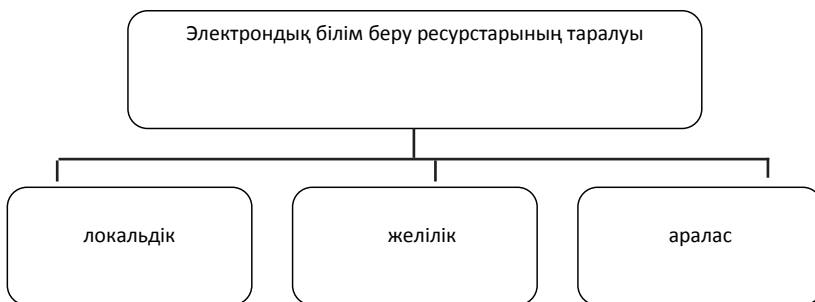 Электрондық білім беру ресурстарының таралуы
локальдік
желілік
аралас